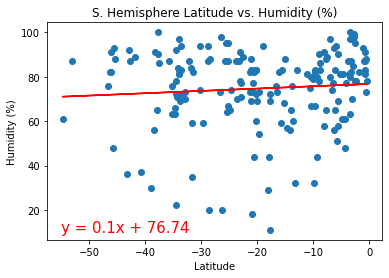 S. Hemisphere Latitude vs. Humidity (%)
100
80
60
40
20
Humidity (%)
y = 0.1x + 76.74
−50
−40
−30
−20
−10
0
Latitude